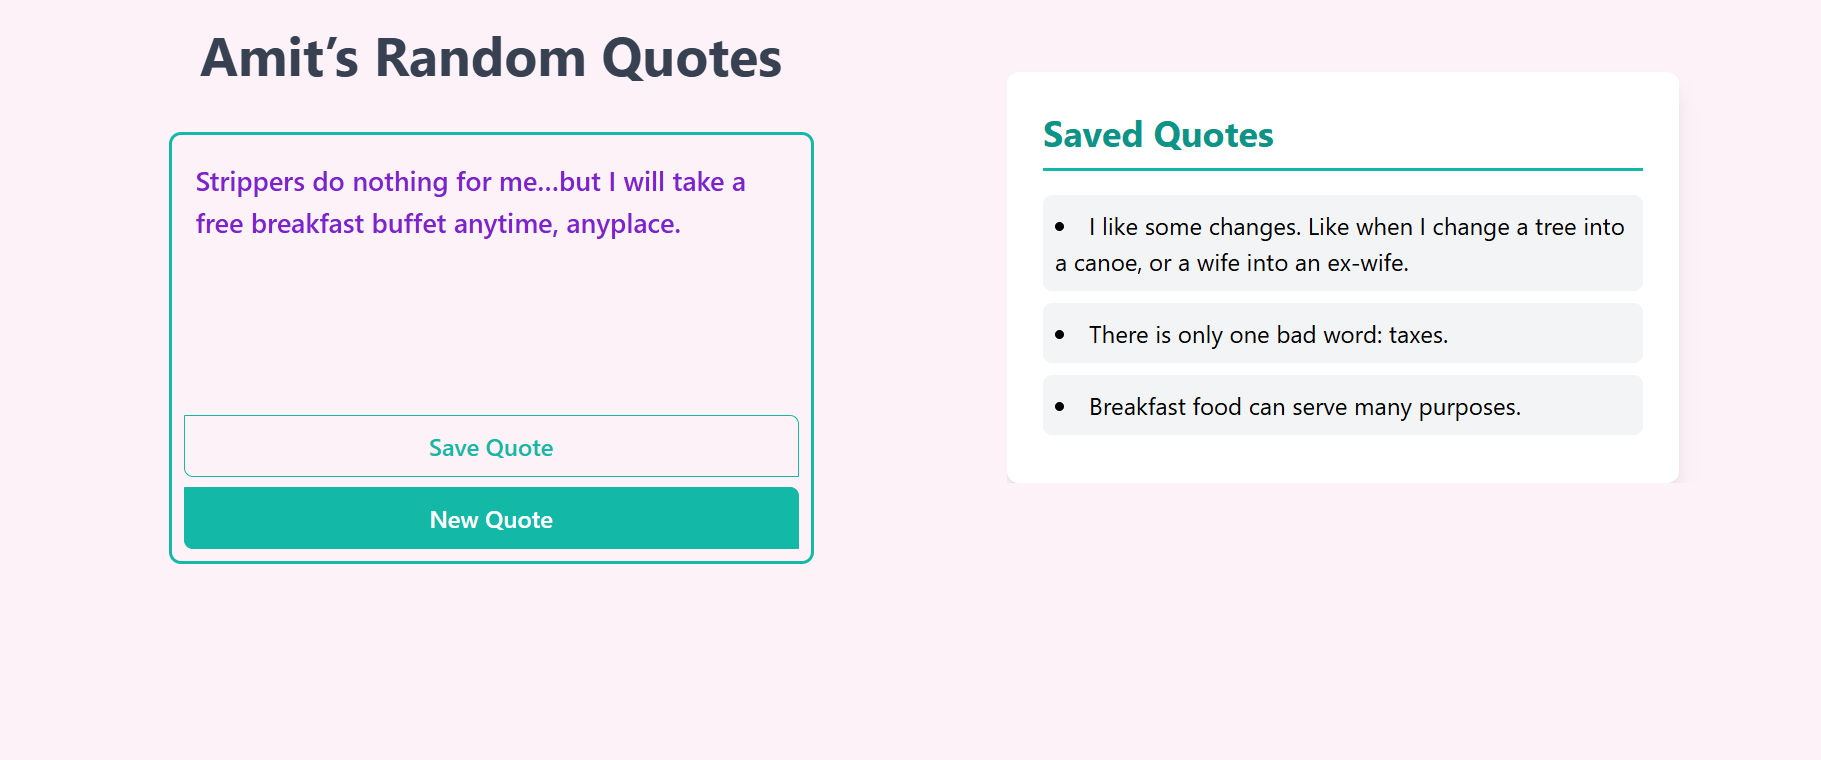 Amit’s Random Quotes
Strippers do nothing for me...but I will take a
free breakfast buffet anytime, anyplace.
Save Quote
New Quote
Saved Quotes
• I like some changes. Like when I change a tree into
a canoe, or a wife into an ex-wife.
• There is only one bad word: taxes.
• Breakfast food can serve many purposes.